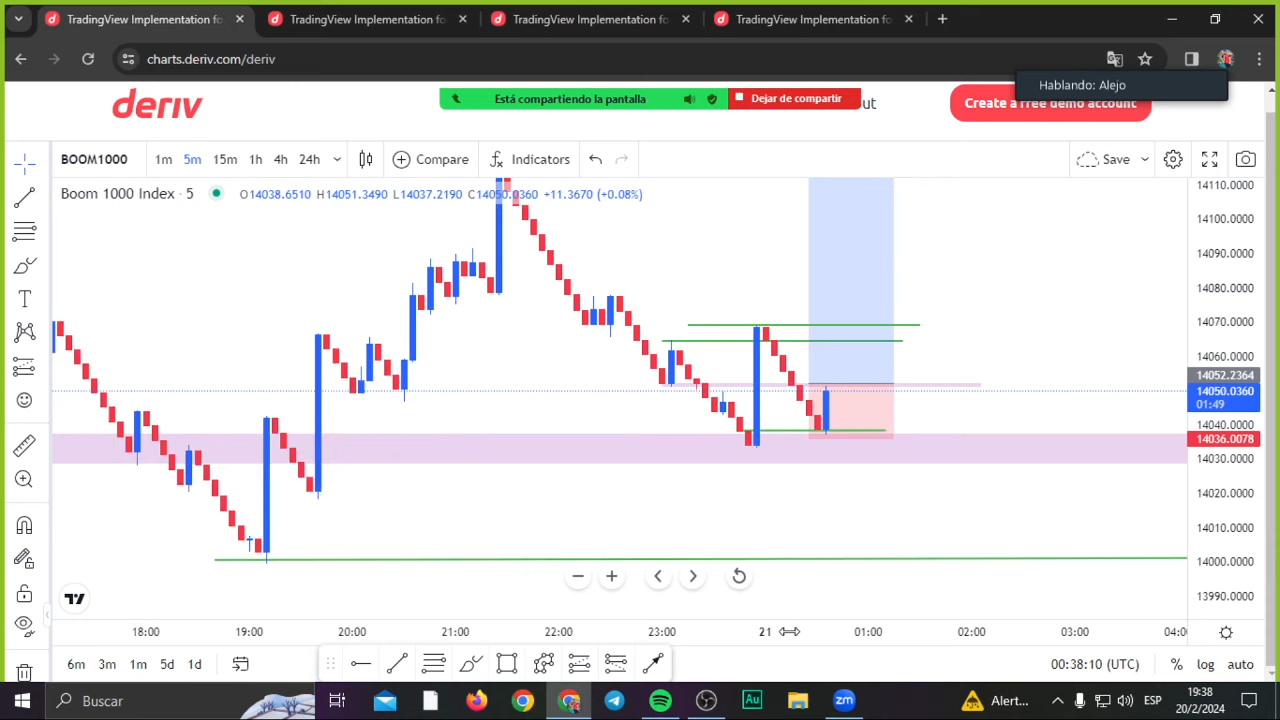 TradingView Implementation fo
TradingView Implementation fo
TradingView Implementation fo
TradingView Implementation fo
charts.deriv.com/deriv
Hablando: Alejo
deriv
Está compartiendo la pantalla
Dejar de compartir
out
Create a free demo account
BOOM1000
1m 5m 15m 1h 4h 24h
Compare
Indicators
Save
Boom 1000 Index · 5
O14038.6510 H14051.3490 L14037.2190 C14050.0360 +11.3670 (+0.08%)
14110.0000
14100.0000
14090.0000
14080.0000
14070.0000
14060.0000
14052.2364
14050.0360
01:49
14040.0000
14036.0078
14030.0000
14020.0000
14010.0000
14000.0000
13990.0000
18:00 19:00 20:00 21:00 22:00 23:00 21 01:00 02:00 03:00 04:0
6m 3m 1m 5d 1d
00:38:10 (UTC) % log auto
Buscar
Au
zm
Alert...
ESP
19:38
20/2/2024